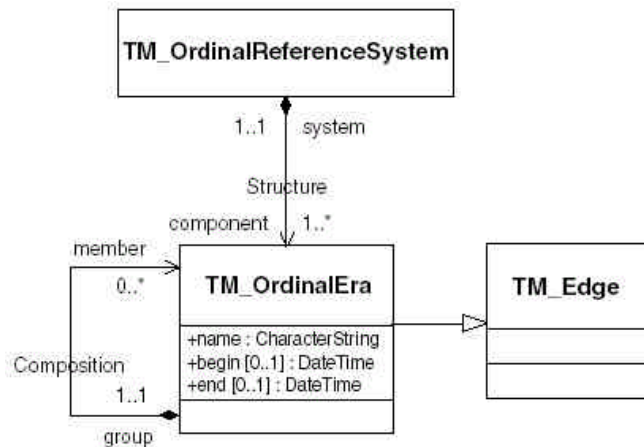 TM_OrdinalReferenceSystem
1..1 system
Structure
component 1..*
member
0..*
TM_OrdinalEra
TM_Edge
+name : CharacterString
+begin [0..1] : DateTime
+end [0..1] : DateTime
Composition
1..1
group